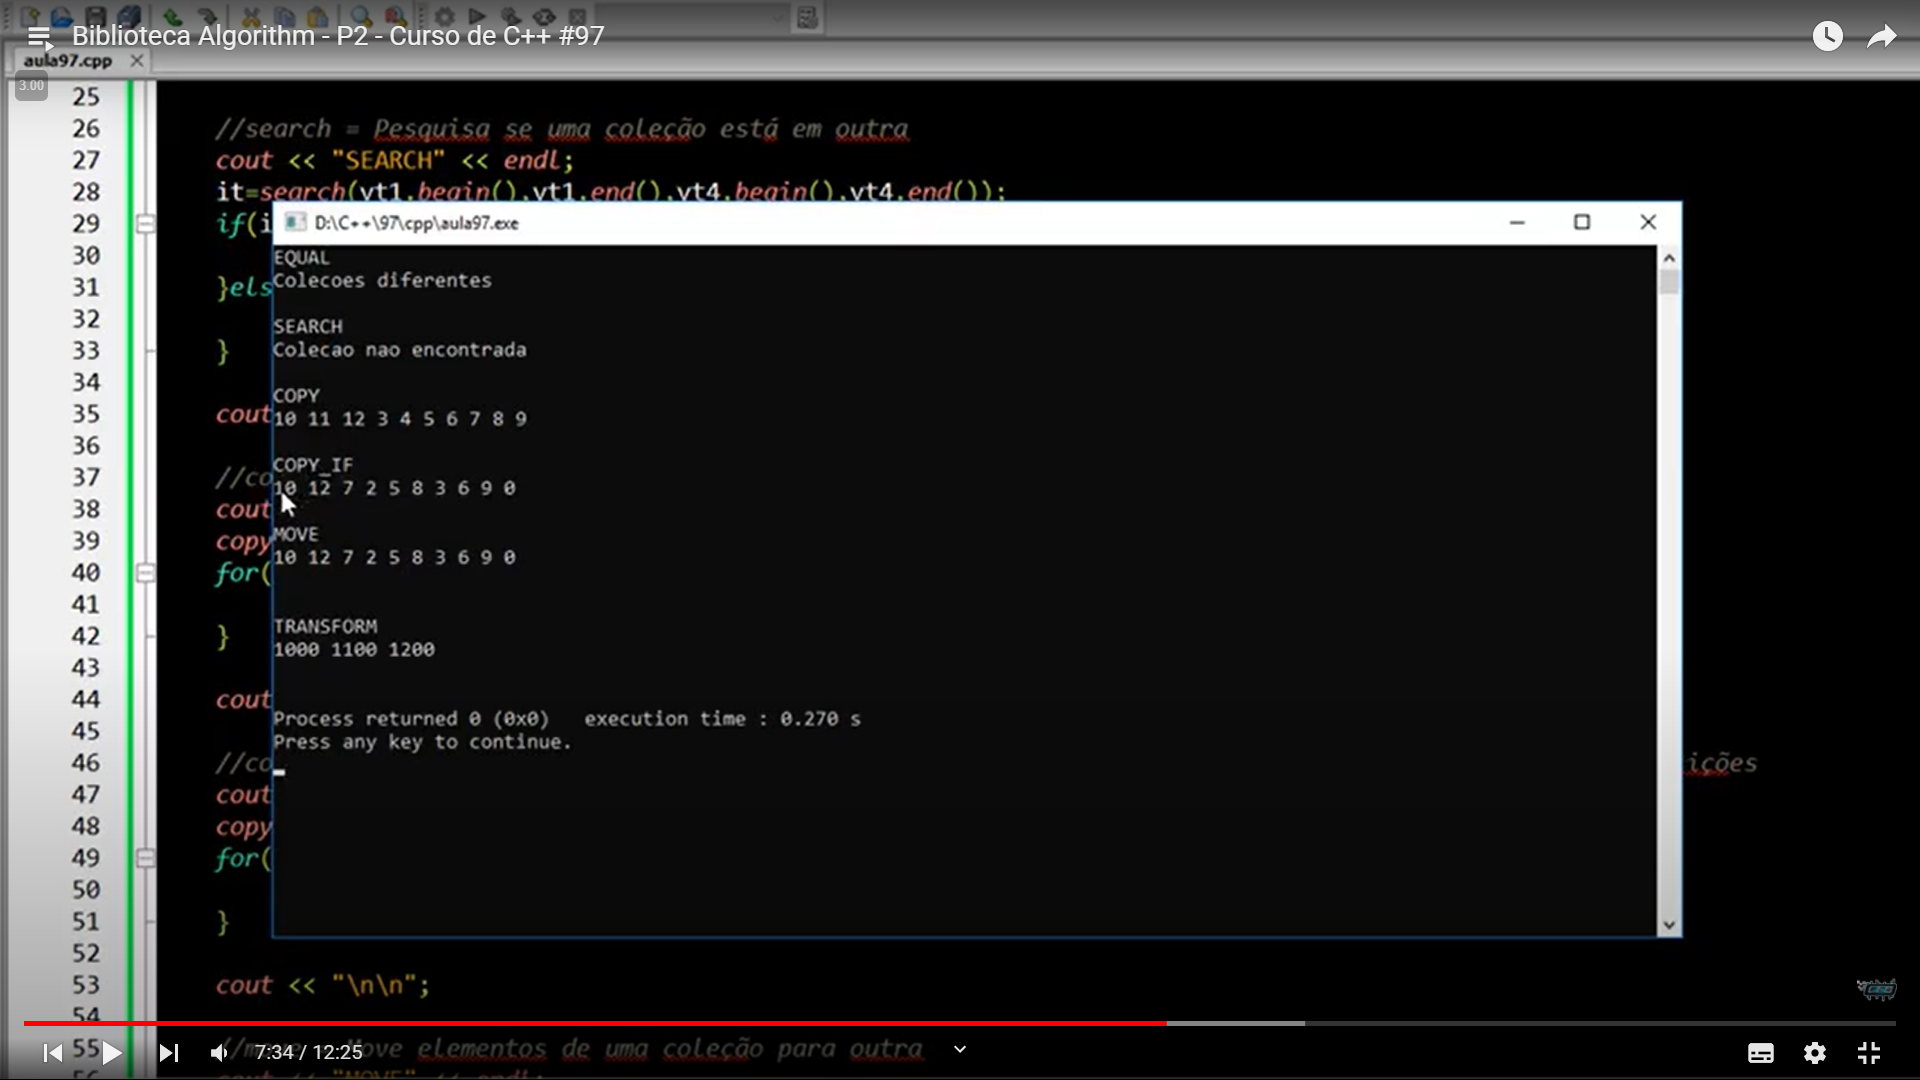 Biblioteca Algorithm - P2 - Curso de C++ #97
aula97.cpp
3.00
25
26 //search = Pesquisa se uma coleção está em outra
27 cout << "SEARCH" << endl;
28 it=search(vt1.begin(),vt1.end(),vt4.begin(),vt4.end());
29 if(i
30
31 }els
32
33 }
34
35 cout
36
37 //co
38 cout
39 copy
40 for(
41
42 }
43
44 cout
45
46 //co ições
47 cout
48 copy
49 for(
50
51 }
52
53 cout << "\n\n";
54
55 //move = Move elementos de uma coleção para outra
56 cout << "MOVE" << endl;
D:\C++\97\cpp\aula97.exe
EQUAL
Colecoes diferentes
SEARCH
Colecao nao encontrada
COPY
10 11 12 3 4 5 6 7 8 9
COPY_IF
10 12 7 2 5 8 3 6 9 0
MOVE
10 12 7 2 5 8 3 6 9 0
TRANSFORM
1000 1100 1200
Process returned 0 (0x0) execution time : 0.270 s
Press any key to continue.
7:34 / 12:25